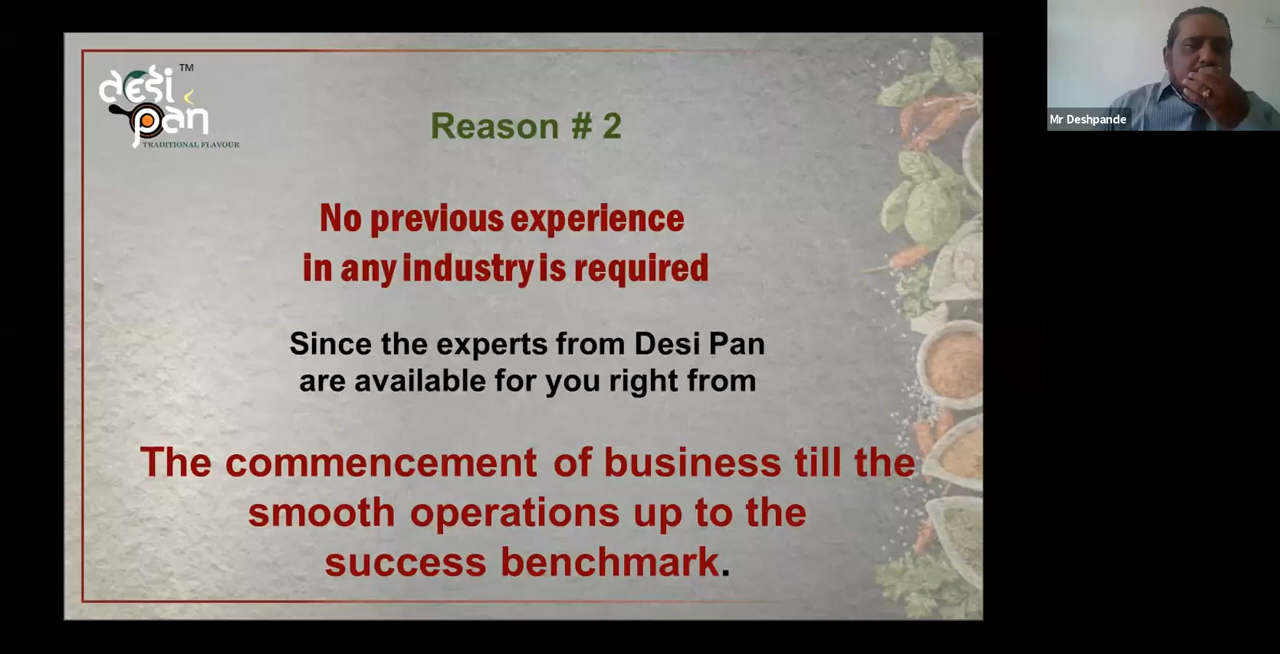 desi
pan
TM
TRADITIONAL FLAVOUR
Reason # 2
No previous experience
in any industry is required
Since the experts from Desi Pan
are available for you right from
The commencement of business till the
smooth operations up to the
success benchmark.
Mr Deshpande